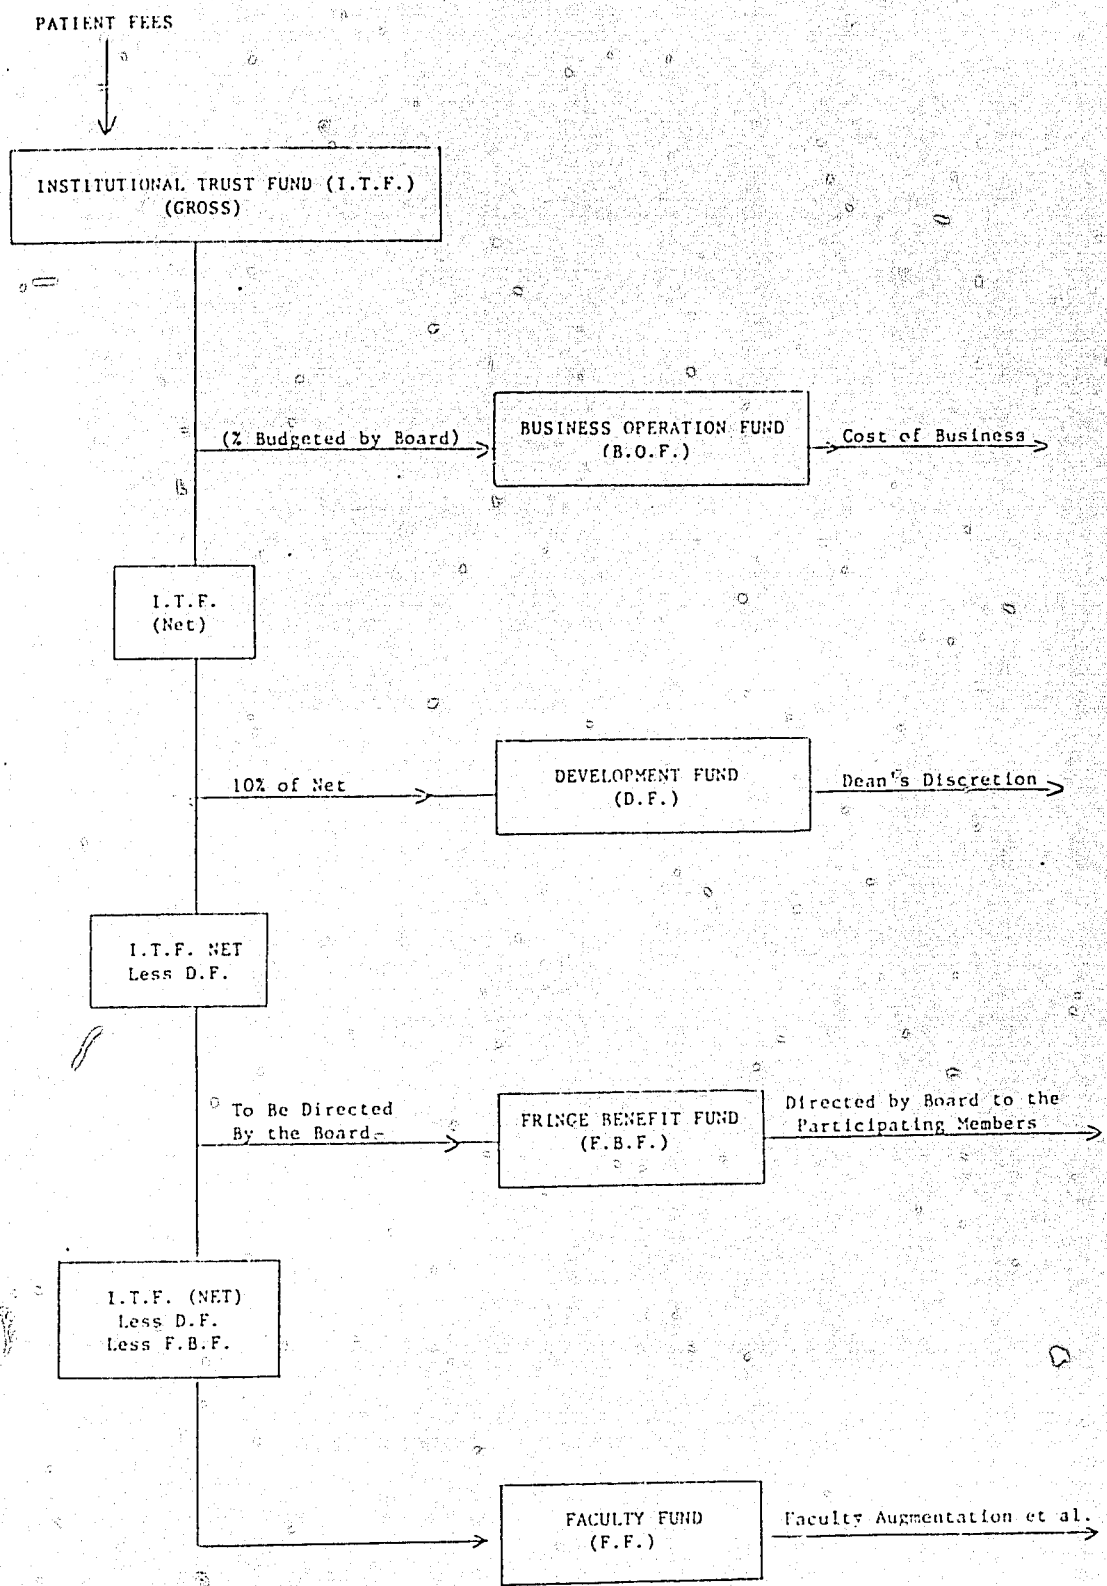 PATIENT FEES
INSTITUTIONAL TRUST FUND (I.T.F.)
(GROSS)
(% Budgeted by Board)
BUSINESS OPERATION FUND
(B.O.F.)
Cost of Business
I.T.F.
(Net)
10% of Net
DEVELOPMENT FUND
(D.F.)
Dean's Discretion
I.T.F. NET
Less D.F.
To Be Directed
By the Board
FRINGE BENEFIT FUND
(F.B.F.)
Directed by Board to the
Participating Members
I.T.F. (NET)
Less D.F.
Less F.B.F.
FACULTY FUND
(F.F.)
Faculty Augmentation et al.